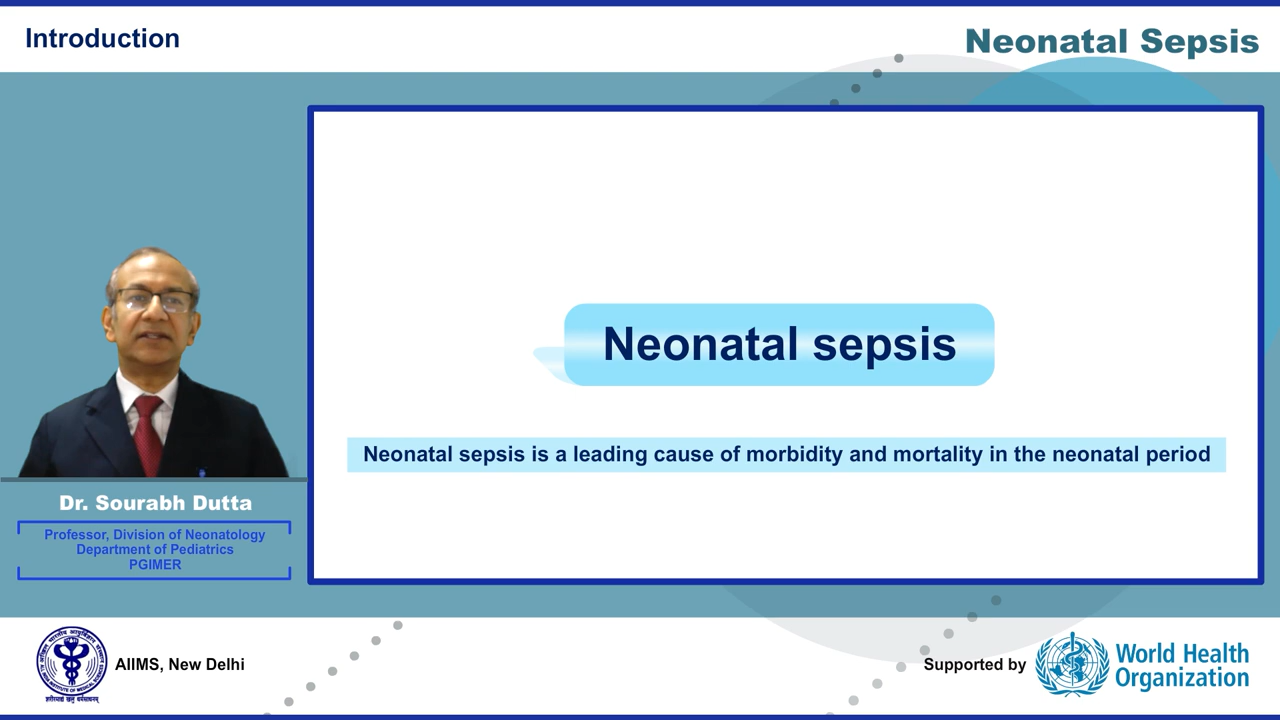 Introduction
Neonatal Sepsis
Neonatal sepsis
Neonatal sepsis is a leading cause of morbidity and mortality in the neonatal period
Dr. Sourabh Dutta
Professor, Division of Neonatology
Department of Pediatrics
PGIMER
AIIMS, New Delhi
Supported by
World Health
Organization